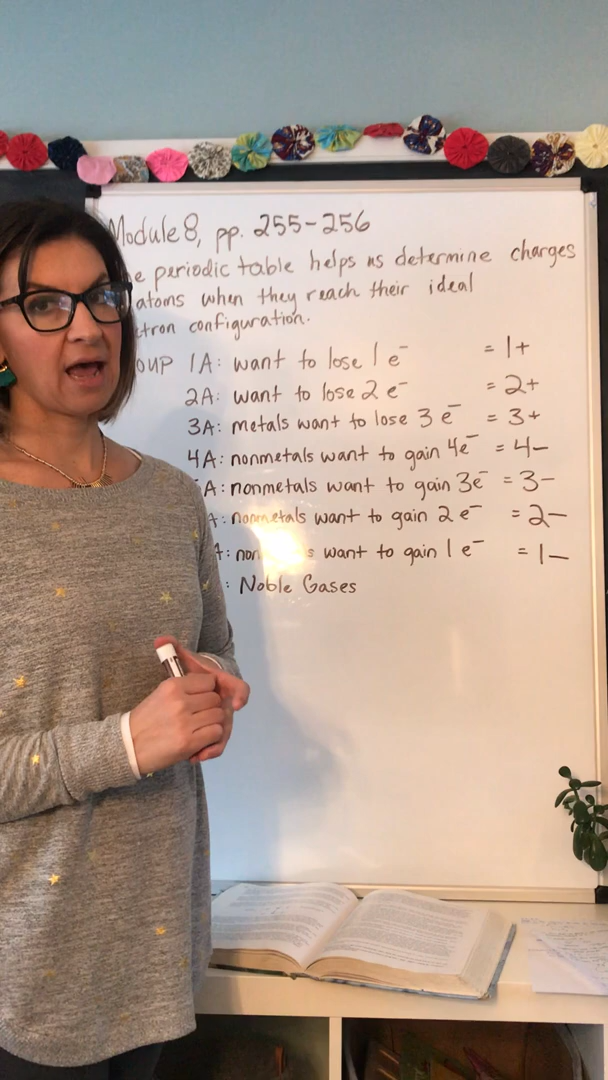 Module 8, pp. 255-256
e periodic table helps us determine charges
atoms when they reach their ideal
tron configuration.
oup 1A: want to lose 1 e⁻ = 1+
2A: want to lose 2 e⁻ = 2+
3A: metals want to lose 3 e⁻ = 3+
4A: nonmetals want to gain 4e⁻ = 4-
A: nonmetals want to gain 3e⁻ = 3-
A: nonmetals want to gain 2 e⁻ = 2-
A: non s want to gain 1 e⁻ = 1-
: Noble Gases